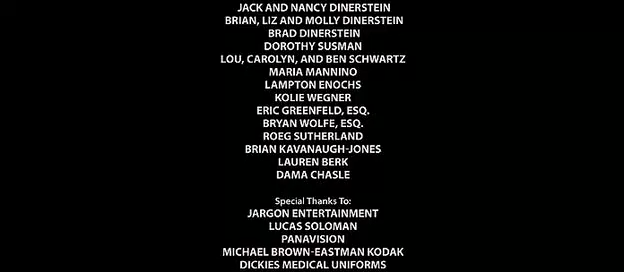 JACK AND NANCY DINERSTEIN
BRIAN, LIZ AND MOLLY DINERSTEIN
BRAD DINERSTEIN
DOROTHY SUSMAN
LOU, CAROLYN, AND BEN SCHWARTZ
MARIA MANNINO
LAMPTON ENOCHS
KOLIE WEGNER
ERIC GREENFELD, ESQ.
BRYAN WOLFE, ESQ.
ROEG SUTHERLAND
BRIAN KAVANAUGH-JONES
LAUREN BERK
DAMA CHASLE
Special Thanks To:
JARGON ENTERTAINMENT
LUCAS SOLOMAN
PANAVISION
MICHAEL BROWN-EASTMAN KODAK
DICKIES MEDICAL UNIFORMS